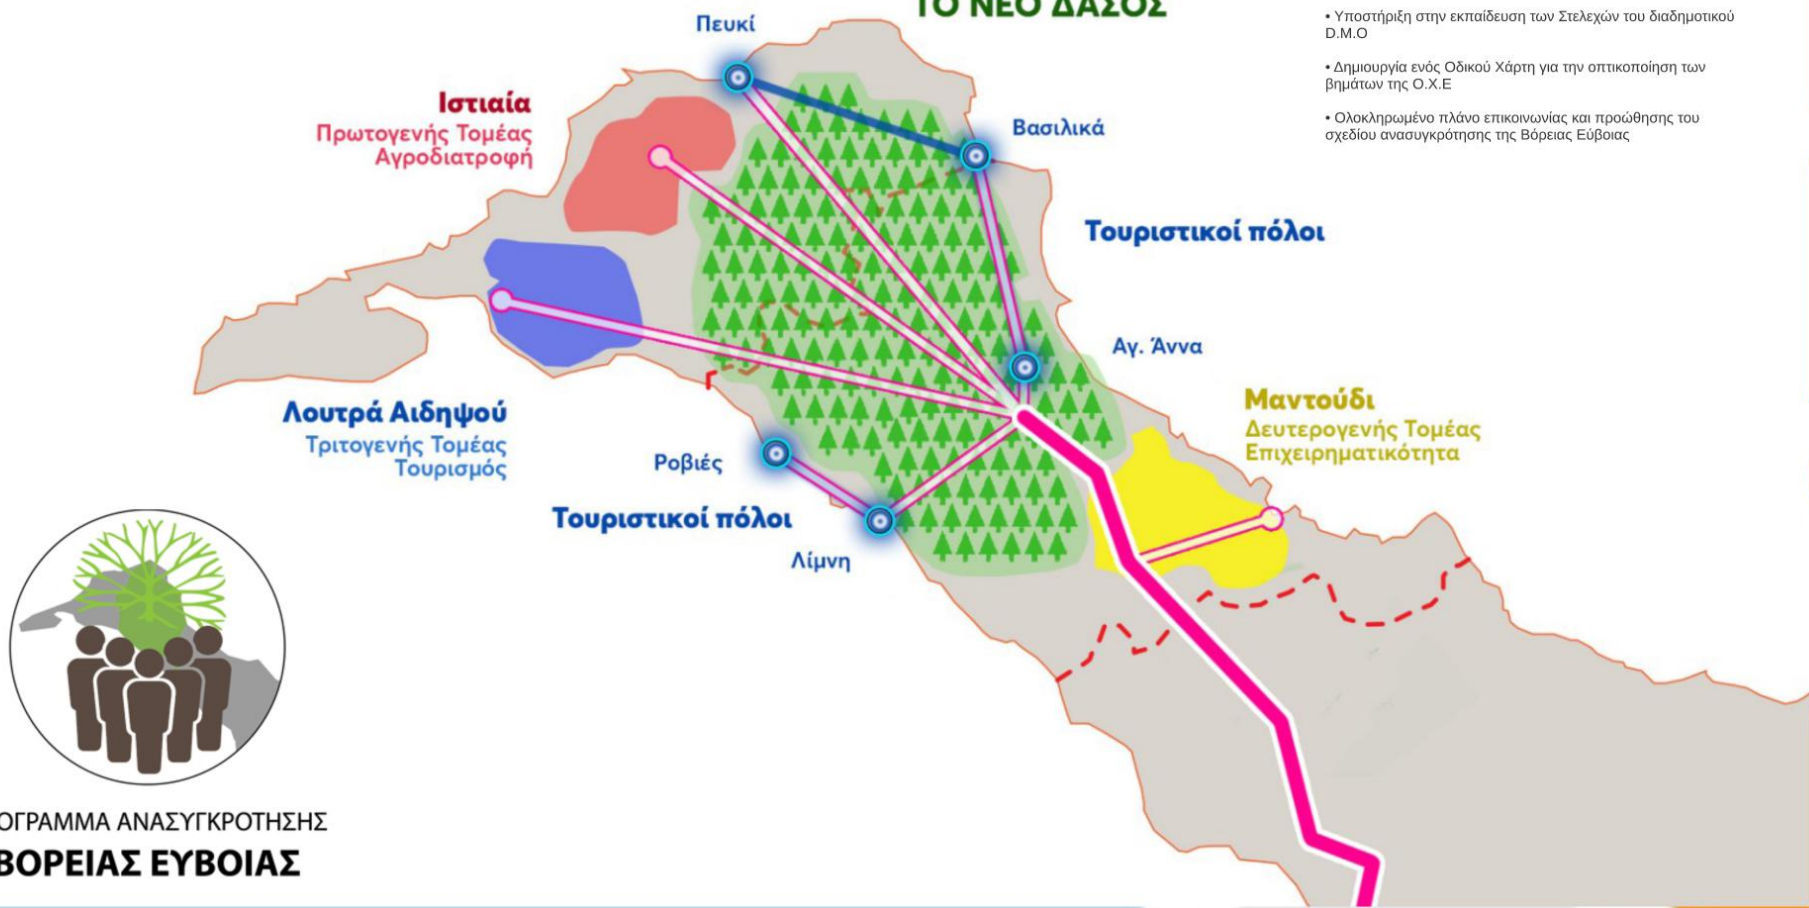 ΤΟ ΝΕΟ ΔΑΣΟΣ
Πευκί
• Υποστήριξη στην εκπαίδευση των Στελεχών του διαδημοτικού
D.M.O
• Δημιουργία ενός Οδικού Χάρτη για την οπτικοποίηση των
βημάτων της Ο.Χ.Ε
• Ολοκληρωμένο πλάνο επικοινωνίας και προώθησης του
σχεδίου ανασυγκρότησης της Βόρειας Εύβοιας
Ιστιαία
Πρωτογενής Τομέας
Αγροδιατροφή
Βασιλικά
Τουριστικοί πόλοι
Αγ. Άννα
Λουτρά Αιδηψού
Τριτογενής Τομέας
Τουρισμός
Μαντούδι
Δευτερογενής Τομέας
Επιχειρηματικότητα
Ροβιές
Τουριστικοί πόλοι
Λίμνη
ΟΓΡΑΜΜΑ ΑΝΑΣΥΓΚΡΟΤΗΣΗΣ
ΒΟΡΕΙΑΣ ΕΥΒΟΙΑΣ